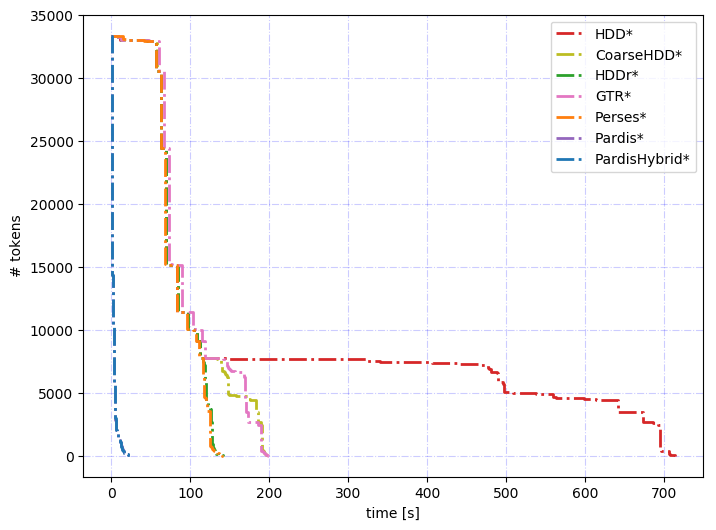 HDD*
CoarseHDD*
HDDr*
GTR*
Perses*
Pardis*
PardisHybrid*
35000
30000
25000
20000
15000
10000
5000
0
# tokens
0 100 200 300 400 500 600 700
time [s]